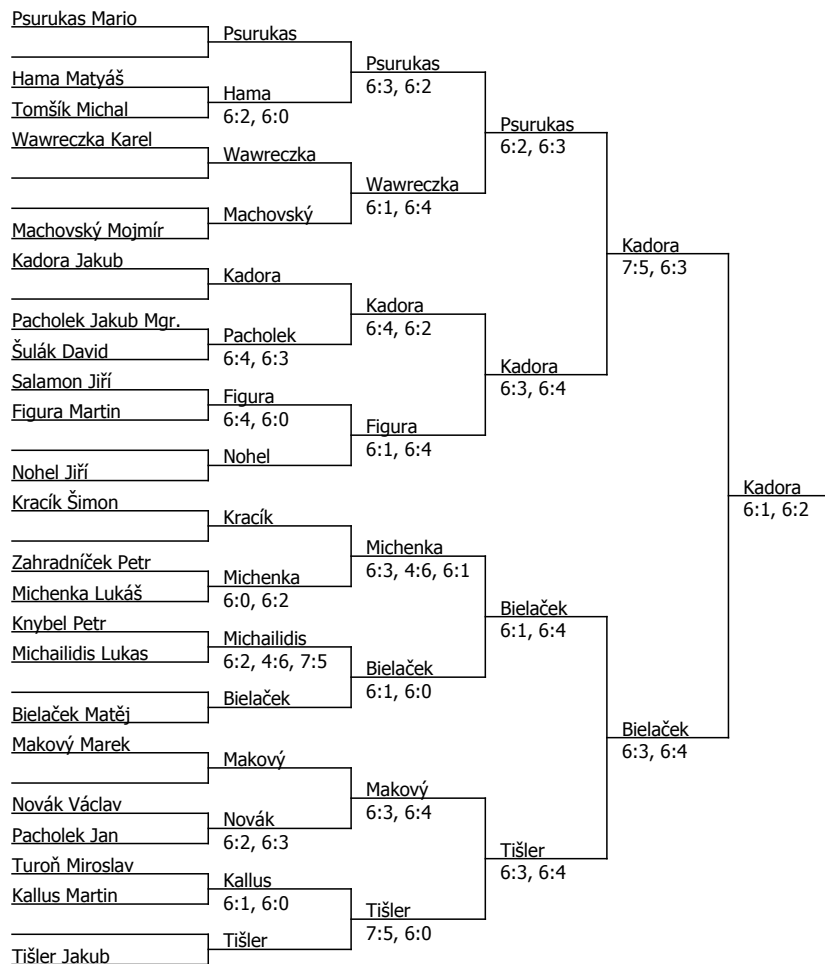 Psurukas Mario
Hama Matyáš
Tomšík Michal
Wawreczka Karel
Machovský Mojmír
Kadora Jakub
Pacholek Jakub Mgr.
Šulák David
Salamon Jiří
Figura Martin
Nohel Jiří
Kracík Šimon
Zahradníček Petr
Michenka Lukáš
Knybel Petr
Michailidis Lukas
Bielaček Matěj
Makový Marek
Novák Václav
Pacholek Jan
Turoň Miroslav
Kallus Martin
Tišler Jakub
Psurukas
Hama
6:2, 6:0
Wawreczka
Machovský
Kadora
Pacholek
6:4, 6:3
Figura
6:4, 6:0
Nohel
Kracík
Michenka
6:0, 6:2
Michailidis
6:2, 4:6, 7:5
Bielaček
Makový
Novák
6:2, 6:3
Kallus
6:1, 6:0
Tišler
Psurukas
6:3, 6:2
Wawreczka
6:1, 6:4
Kadora
6:4, 6:2
Figura
6:1, 6:4
Michenka
6:3, 4:6, 6:1
Bielaček
6:1, 6:0
Makový
6:3, 6:4
Tišler
7:5, 6:0
Psurukas
6:2, 6:3
Kadora
6:3, 6:4
Bielaček
6:1, 6:4
Tišler
6:3, 6:4
Kadora
7:5, 6:3
Bielaček
6:3, 6:4
Kadora
6:1, 6:2